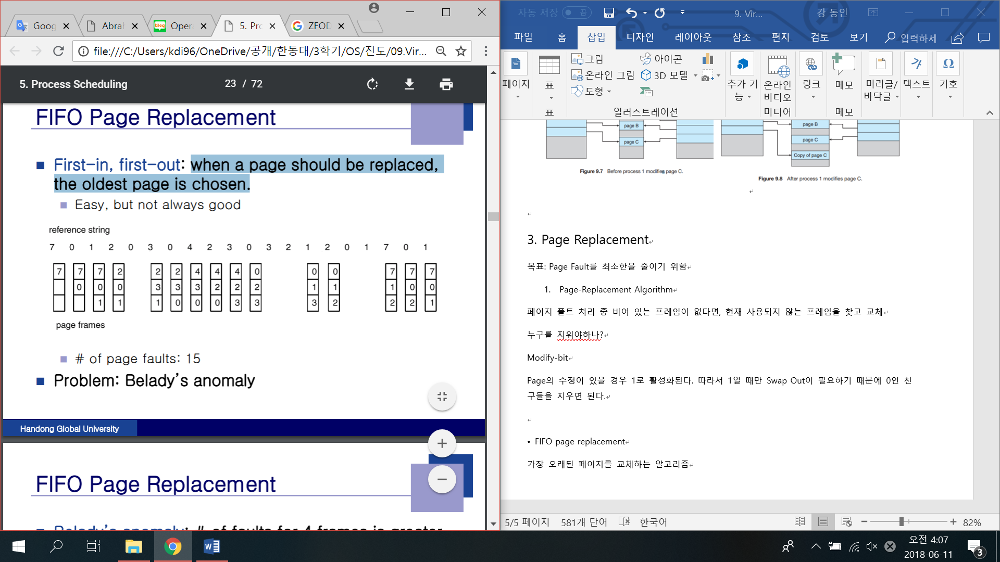 Goog
Abrah
Oper
5. Prc
ZFOD
file:///C:/Users/kdi96/OneDrive/공개/한동대/3학기/OS/진도/09.Vir...
5. Process Scheduling
23 / 72
FIFO Page Replacement
First-in, first-out: when a page should be replaced,
the oldest page is chosen.
Easy, but not always good
reference string
7 0 1 2 0 3 0 4 2 3 0 3 2 1 2 0 1 7 0 1
7 7 7 2 2 2 4 4 4 0 0 0 7 7 7
0 0 0 3 3 3 2 2 2 1 1 1 0 0
1 1 1 0 0 0 3 3 3 2 2 2 1
page frames
# of page faults: 15
Problem: Belady's anomaly
Handong Global University
FIFO Page Replacement
Belady's anomaly: # of faults for 4 frames is greater
자동 저장 끔
9. Vir...
강 동인
파일 홈 삽입 디자인 레이아웃 참조 편지 검토 보기 입력하세
페이지
표
표
그림
온라인 그림
도형
아이콘
3D 모델
일러스트레이션
추가 기
능
온라인
비디오
미디어
링크
메모
메모
머리글/
바닥글
텍스트
기호
page B
page C
page B
page C
Copy of page C
Figure 9.7 Before process 1 modifies page C.
Figure 9.8 After process 1 modifies page C.
3. Page Replacement
목표: Page Fault를 최소한을 줄이기 위함
1. Page-Replacement Algorithm
페이지 폴트 처리 중 비어 있는 프레임이 없다면, 현재 사용되지 않는 프레임을 찾고 교체
누구를 지워야하나?
Modify-bit
Page의 수정이 있을 경우 1로 활성화된다. 따라서 1일 때만 Swap Out이 필요하기 때문에 0인 친
구들을 지우면 된다.
• FIFO page replacement
가장 오래된 페이지를 교체하는 알고리즘
5/5 페이지 581개 단어 한국어
82%
오전 4:07
2018-06-11
3